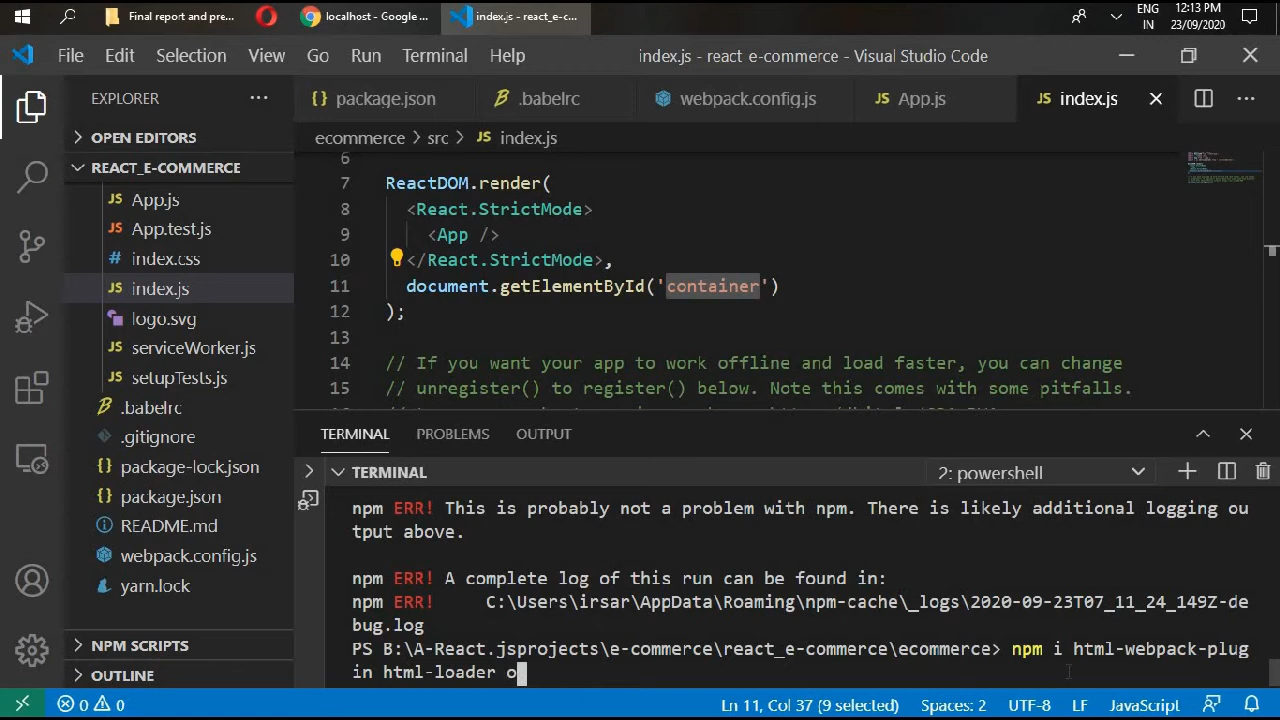 Final report and pre...
localhost - Google ...
index.js - react_e-c...
ENG
IN
12:13 PM
23/09/2020
File Edit Selection View Go Run Terminal Help
index.js - react_e-commerce - Visual Studio Code
EXPLORER
package.json
.babelrc
webpack.config.js
App.js
index.js
OPEN EDITORS
ecommerce > src > JS index.js
REACT_E-COMMERCE
JS App.js
JS App.test.js
# index.css
JS index.js
logo.svg
JS serviceWorker.js
JS setupTests.js
.babelrc
.gitignore
{} package-lock.json
{} package.json
README.md
webpack.config.js
yarn.lock
NPM SCRIPTS
OUTLINE
6
7 ReactDOM.render(
8 <React.StrictMode>
9 <App />
10 </React.StrictMode>,
11 document.getElementById('container')
12 );
13
14 // If you want your app to work offline and load faster, you can change
15 // unregister() to register() below. Note this comes with some pitfalls.
TERMINAL PROBLEMS OUTPUT
TERMINAL
2: powershell
npm ERR! This is probably not a problem with npm. There is likely additional logging ou
tput above.
npm ERR! A complete log of this run can be found in:
npm ERR! C:\Users\irsar\AppData\Roaming\npm-cache\_logs\2020-09-23T07_11_24_149Z-de
bug.log
PS B:\A-React.jsprojects\e-commerce\react_e-commerce\ecommerce> npm i html-webpack-plug
in html-loader o
0 0
Ln 11, Col 37 (9 selected) Spaces: 2 UTF-8 LF JavaScript